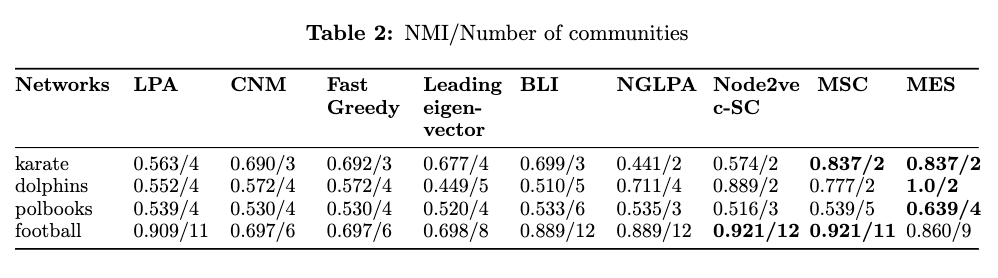 Table 2: NMI/Number of communities
Networks LPA CNM Fast Greedy Leading eigen-vector BLI NGLPA Node2vec-SC MSC MES
karate 0.563/4 0.690/3 0.692/3 0.677/4 0.699/3 0.441/2 0.574/2 0.837/2 0.837/2
dolphins 0.552/4 0.572/4 0.572/4 0.449/5 0.510/5 0.711/4 0.889/2 0.777/2 1.0/2
polbooks 0.539/4 0.530/4 0.530/4 0.520/4 0.533/6 0.535/3 0.516/3 0.539/5 0.639/4
football 0.909/11 0.697/6 0.697/6 0.698/8 0.889/12 0.889/12 0.921/12 0.921/11 0.860/9